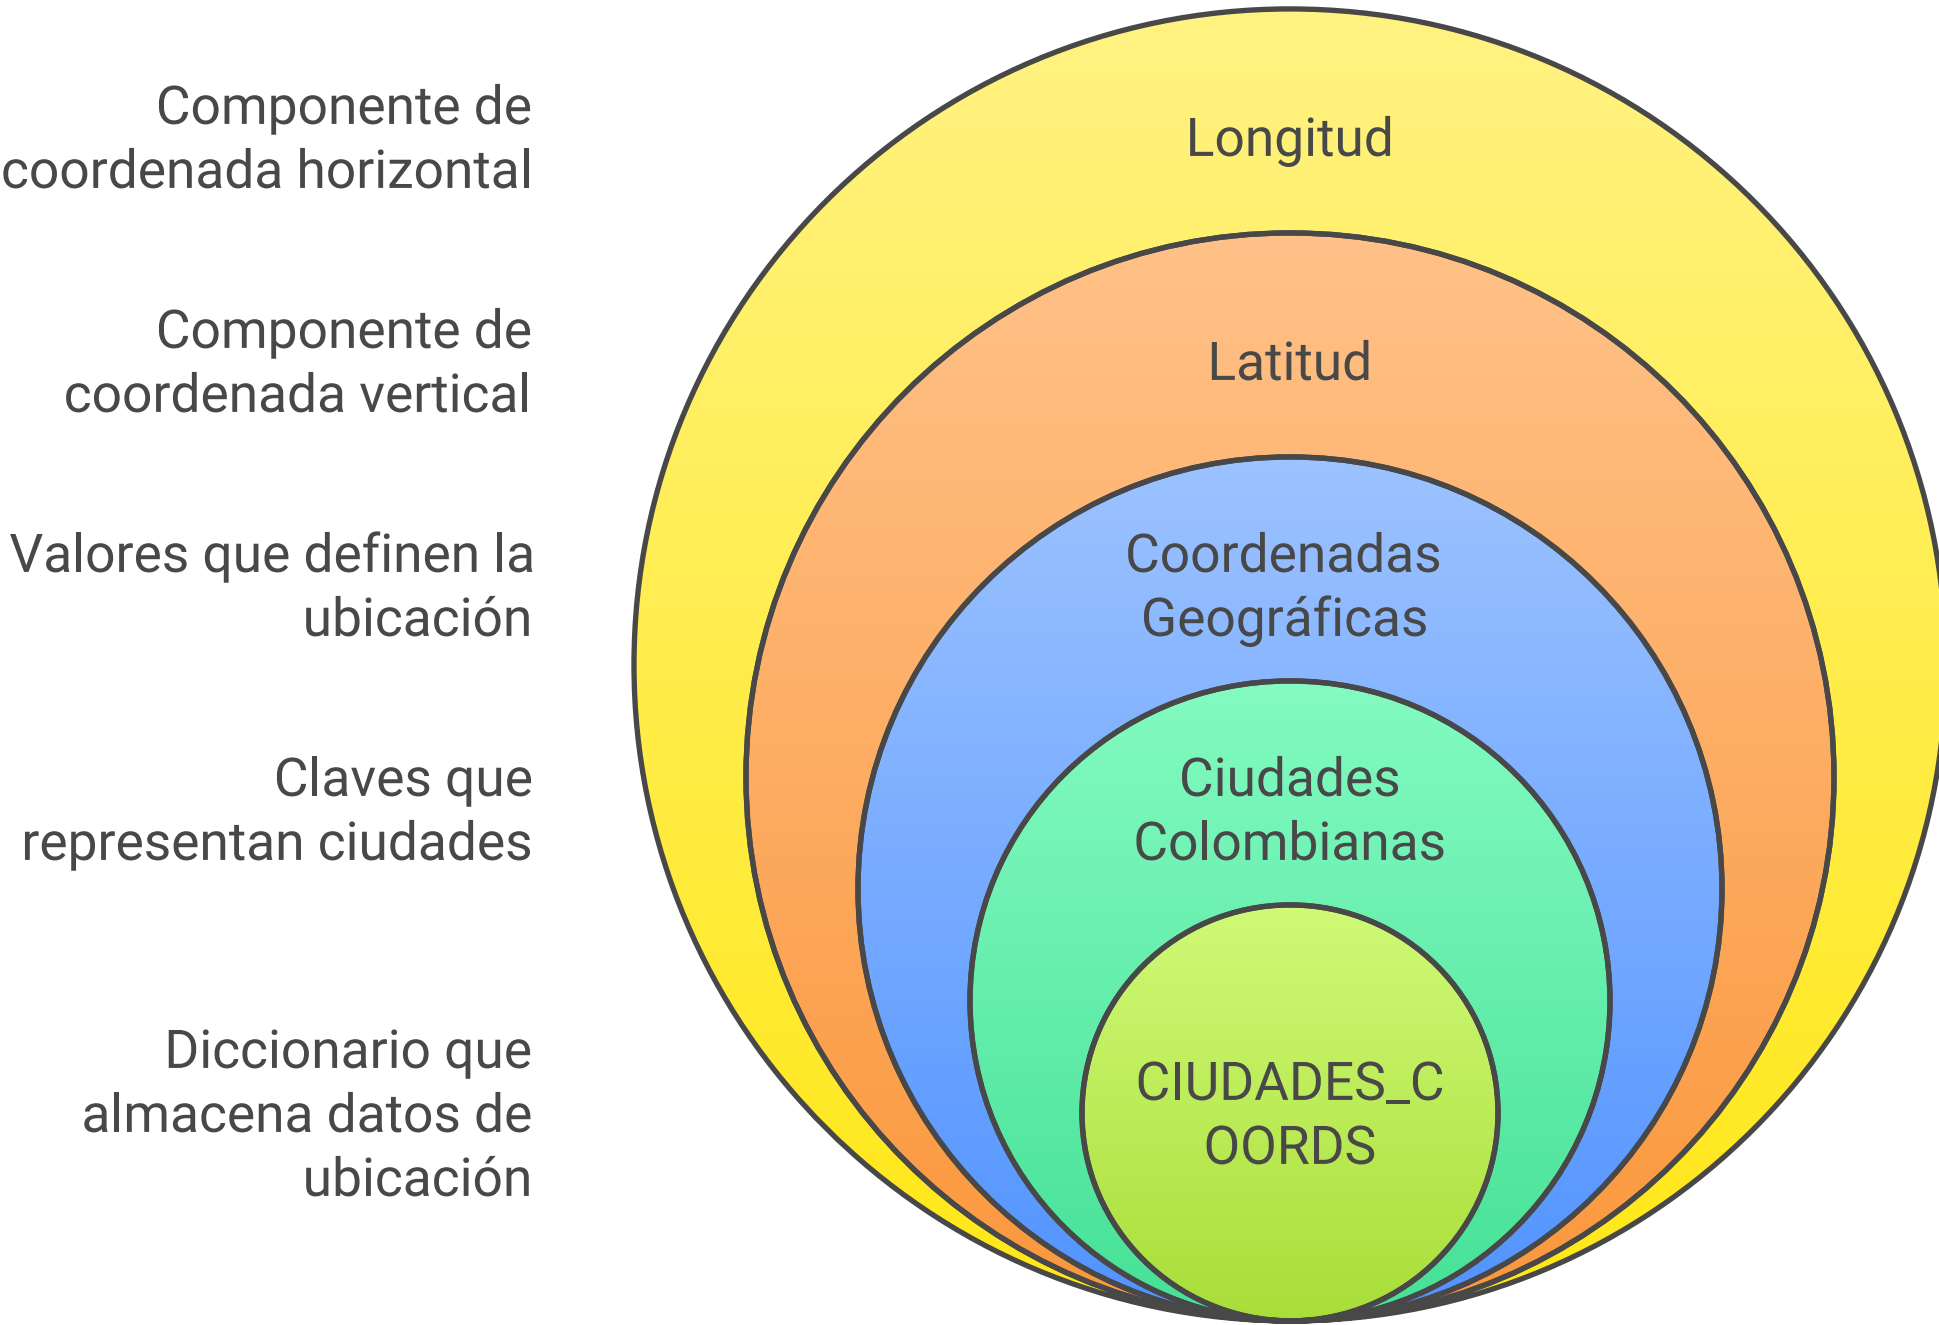 Componente de
coordenada horizontal
Longitud
Componente de
coordenada vertical
Latitud
Valores que definen la
ubicación
Coordenadas
Geográficas
Claves que
representan ciudades
Ciudades
Colombianas
Diccionario que
almacena datos de
ubicación
CIUDADES_C
OORDS